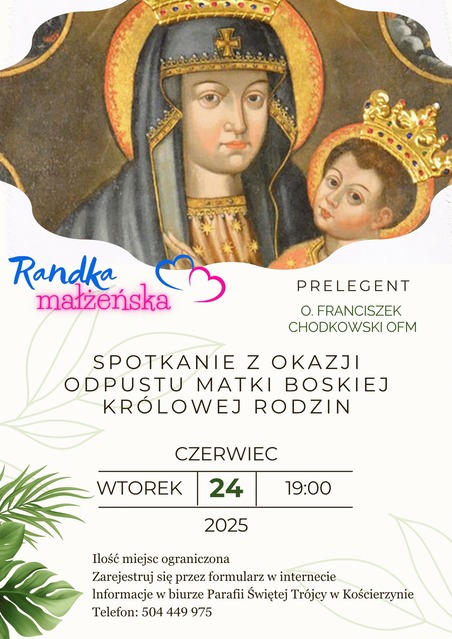 Randka
małżeńska
PRELEGENT
O. FRANCISZEK
CHODKOWSKI OFM
SPOTKANIE Z OKAZJI
ODPUSTU MATKI BOSKIEJ
KRÓLOWEJ RODZIN
CZERWIEC
WTOREK 24 19:00
2025
Ilość miejsc ograniczona
Zarejestruj się przez formularz w internecie
Informacje w biurze Parafii Świętej Trójcy w Kościerzynie
Telefon: 504 449 975